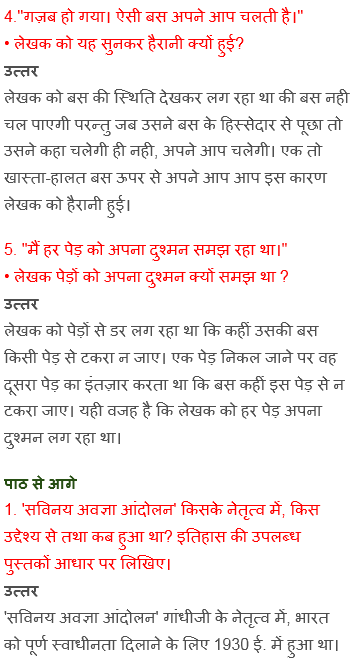 4."गज़ब हो गया। ऐसी बस अपने आप चलती है।"
• लेखक को यह सुनकर हैरानी क्यों हुई?
उत्तर
लेखक को बस की स्थिति देखकर लग रहा था की बस नही
चल पाएगी परन्तु जब उसने बस के हिस्सेदार से पूछा तो
उसने कहा चलेगी ही नही, अपने आप चलेगी। एक तो
खास्ता-हालत बस ऊपर से अपने आप आप इस कारण
लेखक को हैरानी हुई।
5. "मैं हर पेड़ को अपना दुश्मन समझ रहा था।"
• लेखक पेड़ों को अपना दुश्मन क्यों समझ था ?
उत्तर
लेखक को पेड़ों से डर लग रहा था कि कहीं उसकी बस
किसी पेड़ से टकरा न जाए। एक पेड़ निकल जाने पर वह
दूसरा पेड़ का इंतज़ार करता था कि बस कहीं इस पेड़ से न
टकरा जाए। यही वजह है कि लेखक को हर पेड़ अपना
दुश्मन लग रहा था।
पाठ से आगे
1. 'सविनय अवज्ञा आंदोलन' किसके नेतृत्व में, किस
उद्देश्य से तथा कब हुआ था? इतिहास की उपलब्ध
पुस्तकों आधार पर लिखिए।
उत्तर
'सविनय अवज्ञा आंदोलन' गांधीजी के नेतृत्व में, भारत
को पूर्ण स्वाधीनता दिलाने के लिए 1930 ई. में हुआ था।